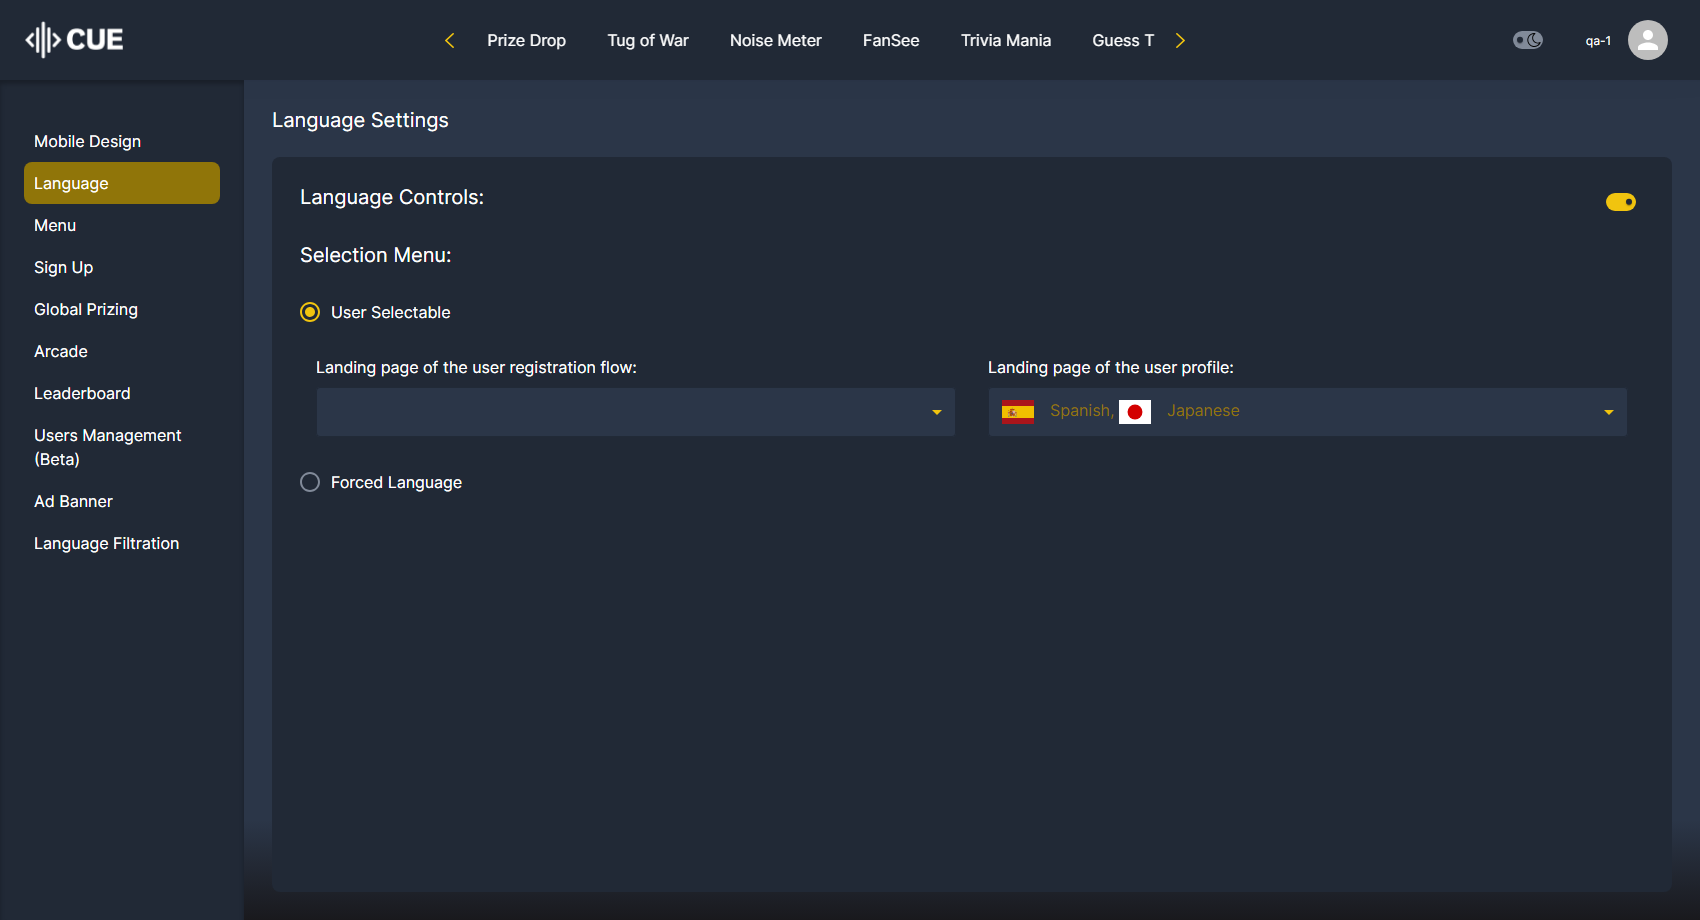 CUE
Prize Drop
Tug of War
Noise Meter
FanSee
Trivia Mania
Guess T
qa-1
Mobile Design
Language
Menu
Sign Up
Global Prizing
Arcade
Leaderboard
Users Management
(Beta)
Ad Banner
Language Filtration
Language Settings
Language Controls:
Selection Menu:
User Selectable
Landing page of the user registration flow:
Landing page of the user profile:
Spanish, Japanese
Forced Language